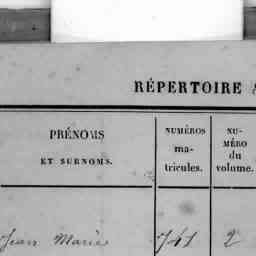 RÉPERTOIRE
PRÉNOMS
ET SURNOMS.
NUMÉROS
ma-
tricules.
NU-
MÉRO
du
volume.
Jean Marie 741 2